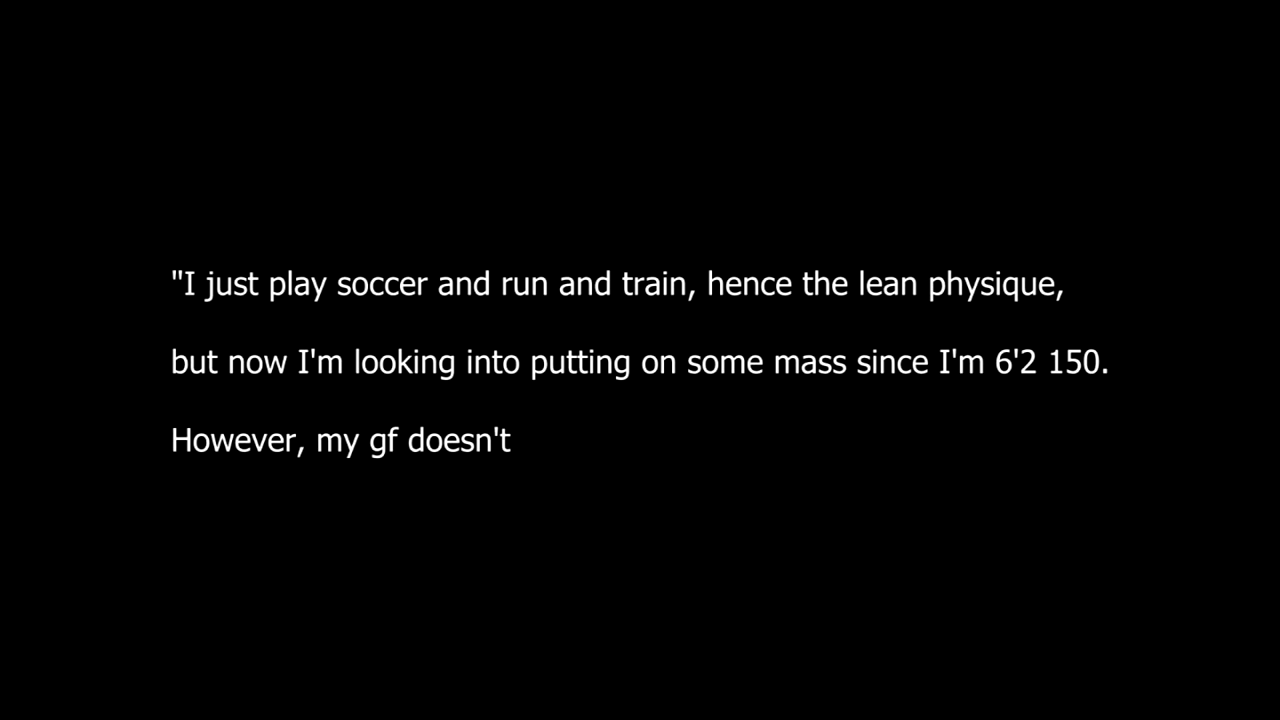 "I just play soccer and run and train, hence the lean physique,
but now I'm looking into putting on some mass since I'm 6'2 150.
However, my gf doesn't